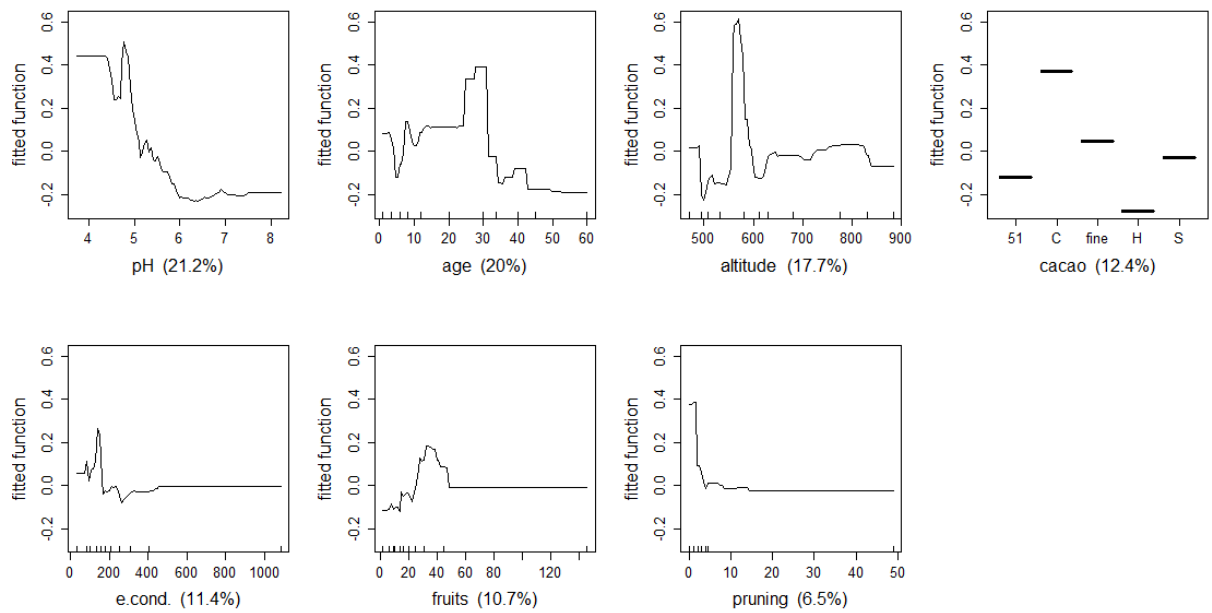 fitted function
-0.2 0.0 0.2 0.4 0.6
4 5 6 7 8
pH (21.2%)
fitted function
-0.2 0.0 0.2 0.4 0.6
0 10 20 30 40 50 60
age (20%)
fitted function
-0.2 0.0 0.2 0.4 0.6
500 600 700 800 900
altitude (17.7%)
fitted function
-0.2 0.0 0.2 0.4 0.6
51 C fine H S
cacao (12.4%)
fitted function
-0.2 0.0 0.2 0.4 0.6
0 200 400 600 800 1000
e.cond. (11.4%)
fitted function
-0.2 0.0 0.2 0.4 0.6
0 20 40 60 80 120
fruits (10.7%)
fitted function
-0.2 0.0 0.2 0.4 0.6
0 10 20 30 40 50
pruning (6.5%)